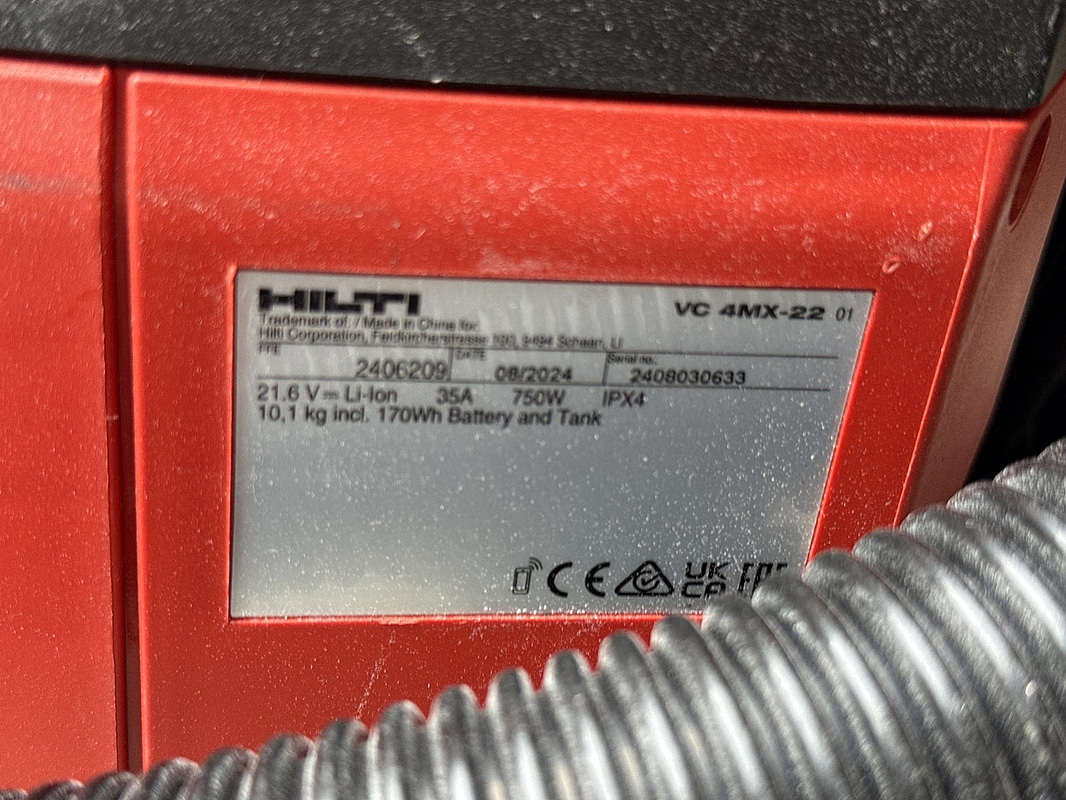 HILTI
VC 4MX-22 01
Trademark of. / Made in China for:
Hilti Corporation, Feldkircherstrasse 100, 9494 Schaan, LI
DATE
Serial no.:
2406209
08/2024
2408030633
21.6 V Li-Ion 35A 750W IPX4
10,1 kg incl. 170Wh Battery and Tank
CE
UK
CA
EAC